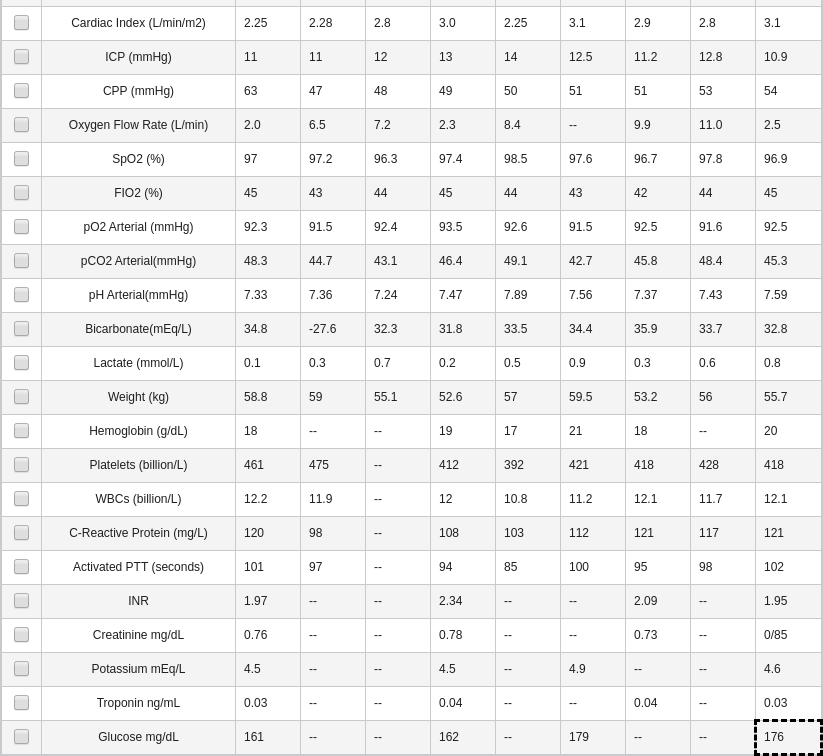 Cardiac Index (L/min/m2) 2.25 2.28 2.8 3.0 2.25 3.1 2.9 2.8 3.1
ICP (mmHg) 11 11 12 13 14 12.5 11.2 12.8 10.9
CPP (mmHg) 63 47 48 49 50 51 51 53 54
Oxygen Flow Rate (L/min) 2.0 6.5 7.2 2.3 8.4 -- 9.9 11.0 2.5
SpO2 (%) 97 97.2 96.3 97.4 98.5 97.6 96.7 97.8 96.9
FIO2 (%) 45 43 44 45 44 43 42 44 45
pO2 Arterial (mmHg) 92.3 91.5 92.4 93.5 92.6 91.5 92.5 91.6 92.5
pCO2 Arterial(mmHg) 48.3 44.7 43.1 46.4 49.1 42.7 45.8 48.4 45.3
pH Arterial(mmHg) 7.33 7.36 7.24 7.47 7.89 7.56 7.37 7.43 7.59
Bicarbonate(mEq/L) 34.8 -27.6 32.3 31.8 33.5 34.4 35.9 33.7 32.8
Lactate (mmol/L) 0.1 0.3 0.7 0.2 0.5 0.9 0.3 0.6 0.8
Weight (kg) 58.8 59 55.1 52.6 57 59.5 53.2 56 55.7
Hemoglobin (g/dL) 18 -- -- 19 17 21 18 -- 20
Platelets (billion/L) 461 475 -- 412 392 421 418 428 418
WBCs (billion/L) 12.2 11.9 -- 12 10.8 11.2 12.1 11.7 12.1
C-Reactive Protein (mg/L) 120 98 -- 108 103 112 121 117 121
Activated PTT (seconds) 101 97 -- 94 85 100 95 98 102
INR 1.97 -- -- 2.34 -- -- 2.09 -- 1.95
Creatinine mg/dL 0.76 -- -- 0.78 -- -- 0.73 -- 0/85
Potassium mEq/L 4.5 -- -- 4.5 -- 4.9 -- -- 4.6
Troponin ng/mL 0.03 -- -- 0.04 -- -- 0.04 -- 0.03
Glucose mg/dL 161 -- -- 162 -- 179 -- -- 176